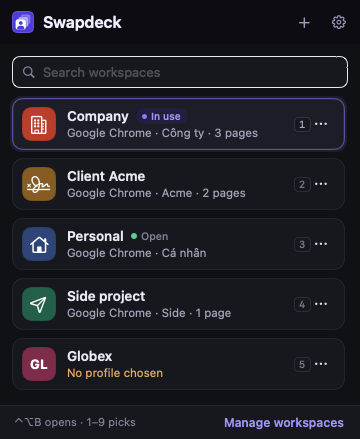 Swapdeck
Search workspaces
Company • In use
Google Chrome · Công ty · 3 pages
1
Client Acme
Google Chrome · Acme · 2 pages
2
Personal • Open
Google Chrome · Cá nhân
3
Side project
Google Chrome · Side · 1 page
4
GL
Globex
No profile chosen
5
^⌥B opens · 1–9 picks
Manage workspaces